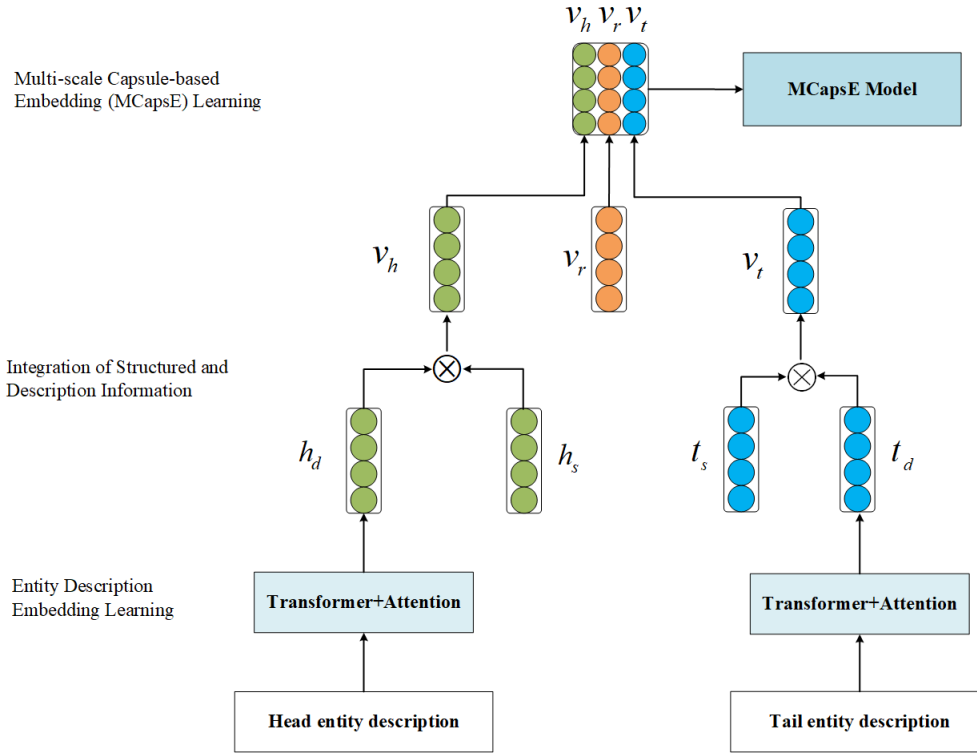 v_h v_r v_t
Multi-scale Capsule-based
Embedding (MCapsE) Learning
MCapsE Model
v_h
v_r
v_t
Integration of Structured and
Description Information
h_d
h_s
t_s
t_d
Entity Description
Embedding Learning
Transformer+Attention
Transformer+Attention
Head entity description
Tail entity description